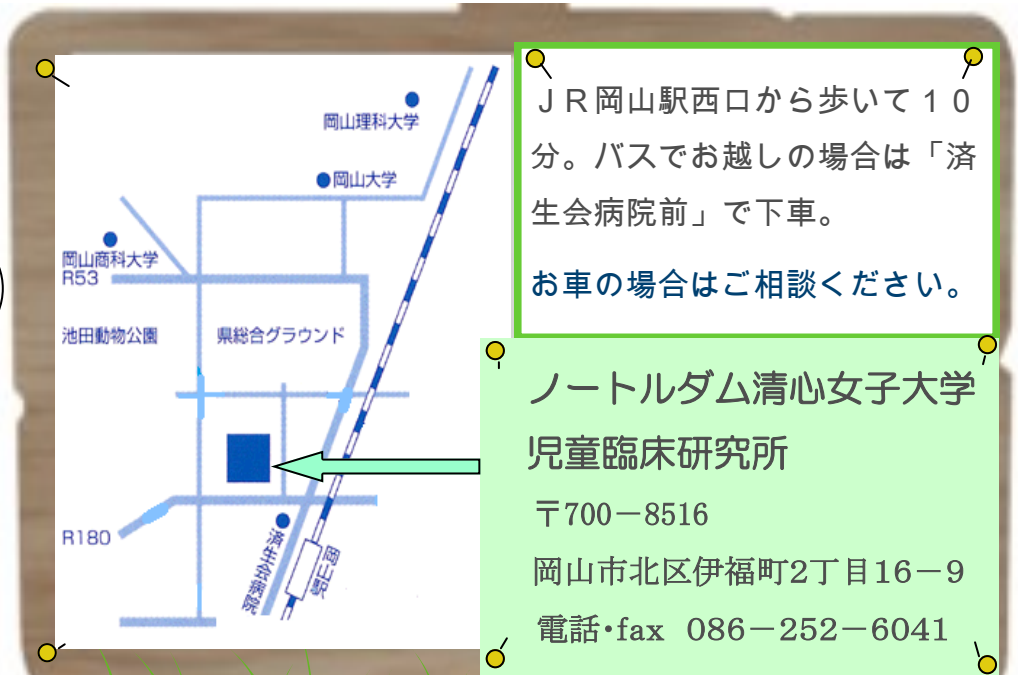 岡山理科大学
岡山大学
岡山商科大学
R53
池田動物公園
県総合グラウンド
R180
済生会病院
岡山駅
ＪＲ岡山駅西口から歩いて１０
分。バスでお越しの場合は「済
生会病院前」で下車。
お車の場合はご相談ください。
ノートルダム清心女子大学
児童臨床研究所
〒700－8516
岡山市北区伊福町2丁目16－9
電話・fax 086－252－6041